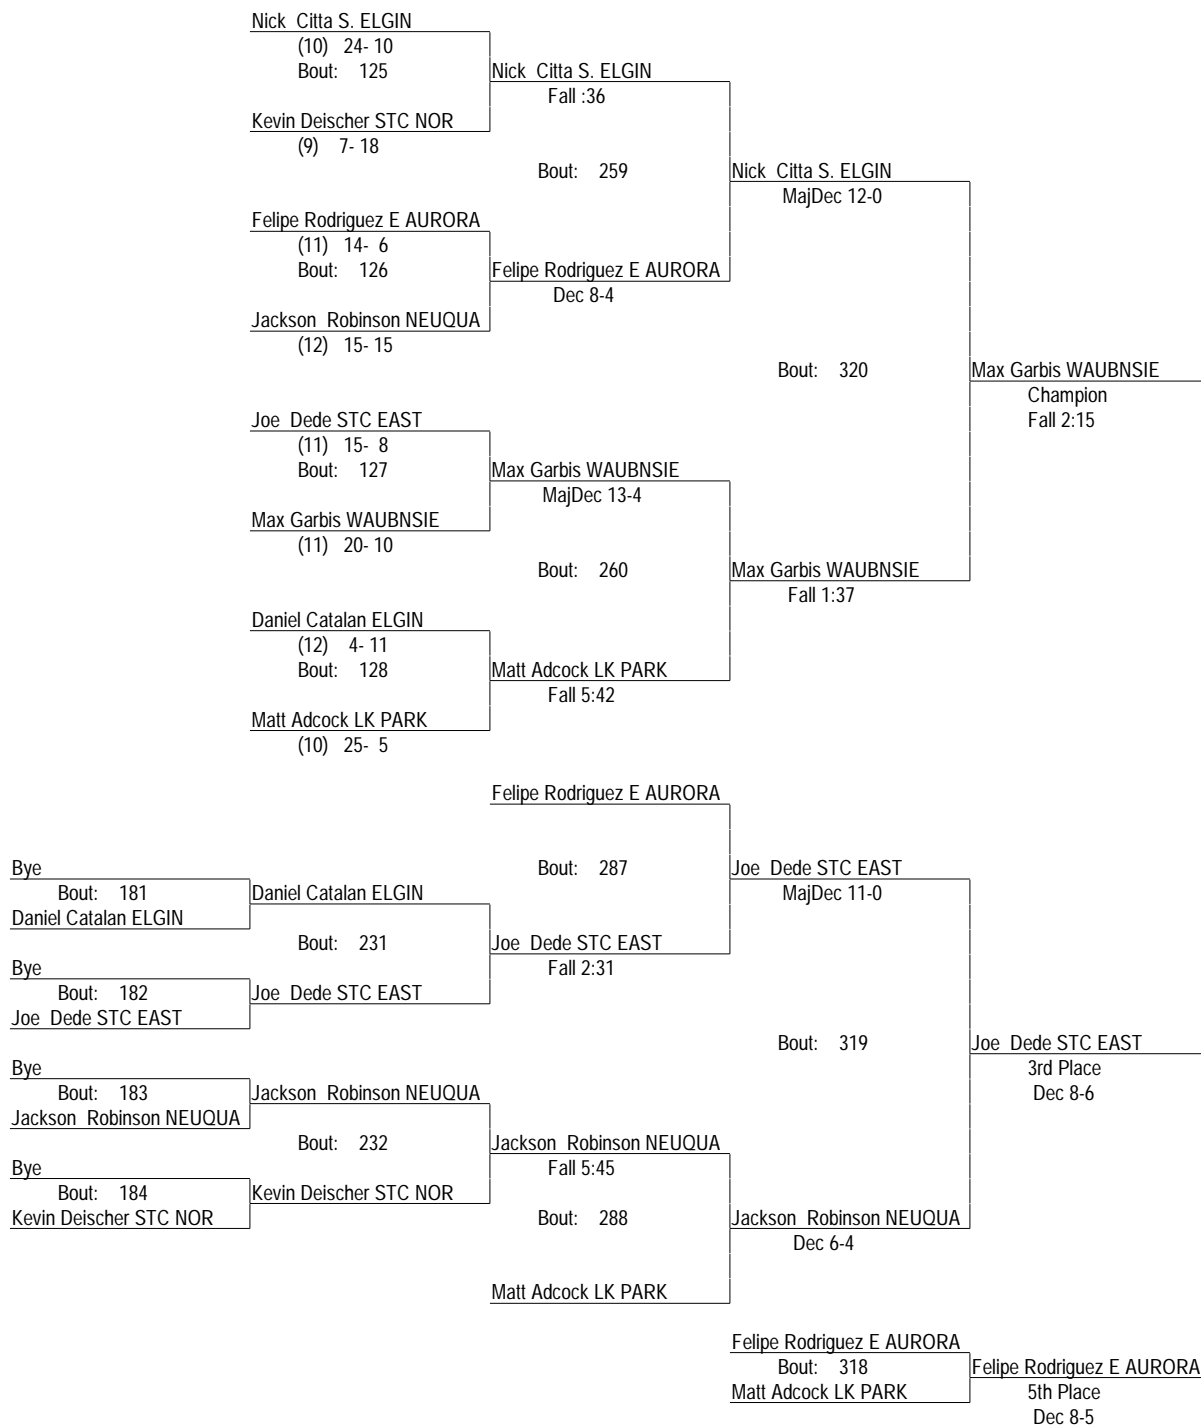 Nick Citta S. ELGIN
(10) 24- 10
Bout: 125
Nick Citta S. ELGIN
Fall :36
Kevin Deischer STC NOR
(9) 7- 18
Bout: 259
Nick Citta S. ELGIN
MajDec 12-0
Felipe Rodriguez E AURORA
(11) 14- 6
Bout: 126
Felipe Rodriguez E AURORA
Dec 8-4
Jackson Robinson NEUQUA
(12) 15- 15
Bout: 320
Max Garbis WAUBNSIE
Champion
Fall 2:15
Joe Dede STC EAST
(11) 15- 8
Bout: 127
Max Garbis WAUBNSIE
MajDec 13-4
Max Garbis WAUBNSIE
(11) 20- 10
Bout: 260
Max Garbis WAUBNSIE
Fall 1:37
Daniel Catalan ELGIN
(12) 4- 11
Bout: 128
Matt Adcock LK PARK
Fall 5:42
Matt Adcock LK PARK
(10) 25- 5
Felipe Rodriguez E AURORA
Bout: 287
Joe Dede STC EAST
MajDec 11-0
Bye
Bout: 181
Daniel Catalan ELGIN
Daniel Catalan ELGIN
Bout: 231
Joe Dede STC EAST
Fall 2:31
Bye
Bout: 182
Joe Dede STC EAST
Joe Dede STC EAST
Bout: 319
Joe Dede STC EAST
3rd Place
Dec 8-6
Bye
Bout: 183
Jackson Robinson NEUQUA
Jackson Robinson NEUQUA
Bout: 232
Jackson Robinson NEUQUA
Fall 5:45
Bye
Bout: 184
Kevin Deischer STC NOR
Kevin Deischer STC NOR
Bout: 288
Jackson Robinson NEUQUA
Dec 6-4
Matt Adcock LK PARK
Felipe Rodriguez E AURORA
Bout: 318
Matt Adcock LK PARK
Felipe Rodriguez E AURORA
5th Place
Dec 8-5